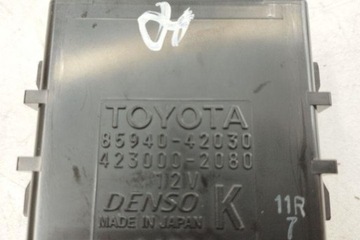 TOYOTA
85940-42030
423000-2080
12V
DENSO K
MADE IN JAPAN
11R
7